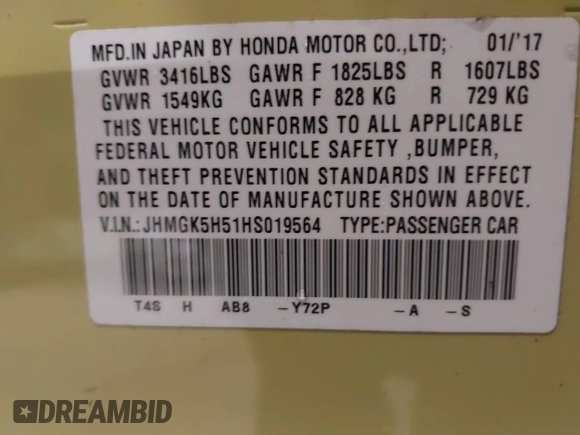 MFD.IN JAPAN BY HONDA MOTOR CO.,LTD; 01/'17
GVWR 3416LBS GAWR F 1825LBS R 1607LBS
GVWR 1549KG GAWR F 828 KG R 729 KG
THIS VEHICLE CONFORMS TO ALL APPLICABLE
FEDERAL MOTOR VEHICLE SAFETY ,BUMPER,
AND THEFT PREVENTION STANDARDS IN EFFECT
ON THE DATE OF MANUFACTURE SHOWN ABOVE.
V.I.N.:JHMGK5H51HS019564 TYPE:PASSENGER CAR
T4S H AB8 -Y72P -A -S
DREAMBID